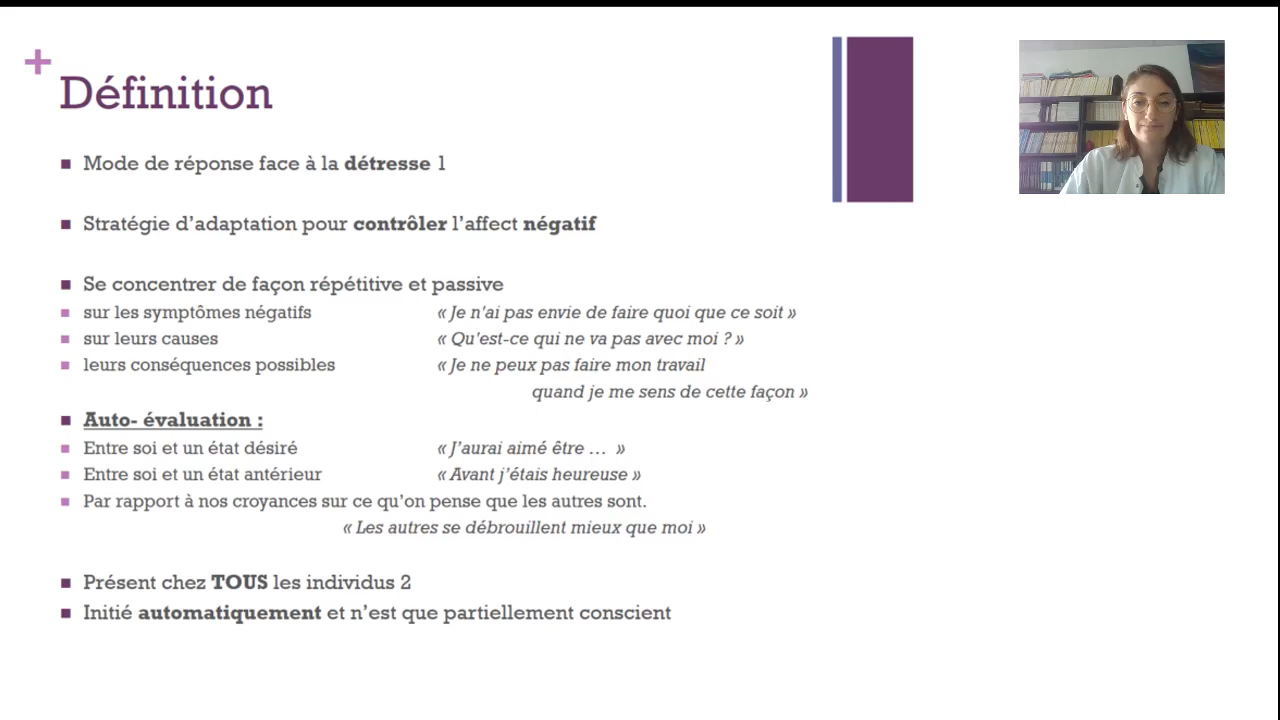 +
Définition
Mode de réponse face à la détresse 1
Stratégie d'adaptation pour contrôler l'affect négatif
Se concentrer de façon répétitive et passive
sur les symptômes négatifs « Je n'ai pas envie de faire quoi que ce soit »
sur leurs causes « Qu'est-ce qui ne va pas avec moi ? »
leurs conséquences possibles « Je ne peux pas faire mon travail
quand je me sens de cette façon »
Auto- évaluation :
Entre soi et un état désiré « J'aurai aimé être … »
Entre soi et un état antérieur « Avant j'étais heureuse »
Par rapport à nos croyances sur ce qu'on pense que les autres sont.
« Les autres se débrouillent mieux que moi »
Présent chez TOUS les individus 2
Initié automatiquement et n'est que partiellement conscient